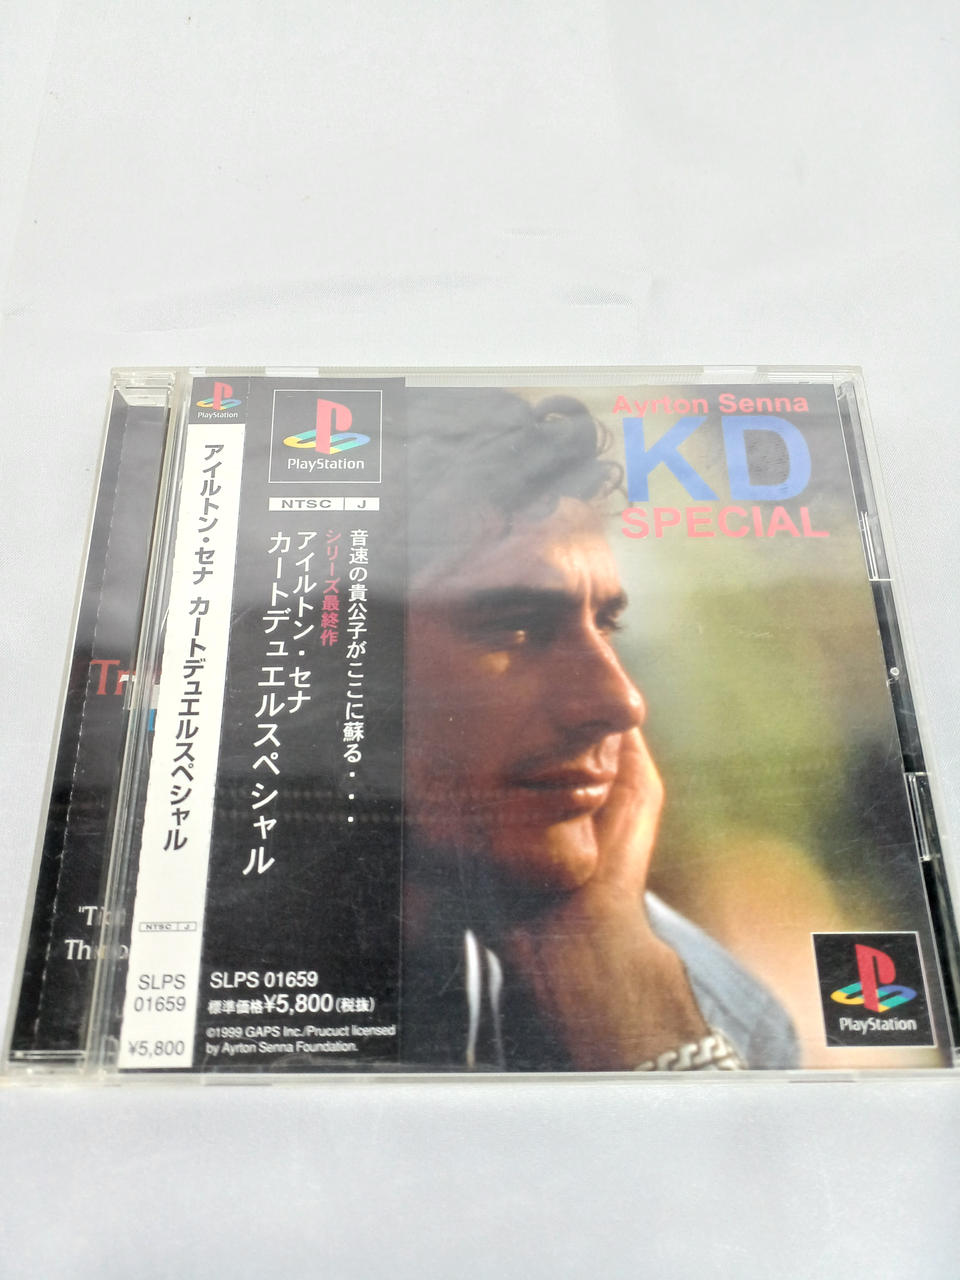 PlayStation
アイルトン・セナ カートデュエルスペシャル
NTSC J
SLPS
01659
¥5,800
PlayStation
NTSC J
音速の貴公子がここに蘇る...
シリーズ最終作
アイルトン・セナ
カートデュエルスペシャル
SLPS 01659
標準価格¥5,800(税抜)
©1999 GAPS Inc./Prucuct licensed
by Ayrton Senna Foundation.
Ayrton Senna
KD
SPECIAL
PlayStation